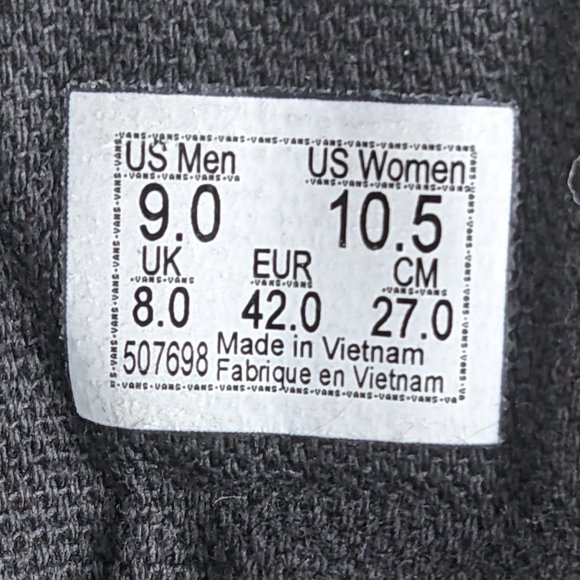 US Men US Women
9.0 10.5
UK EUR CM
8.0 42.0 27.0
507698 Made in Vietnam
Fabrique en Vietnam